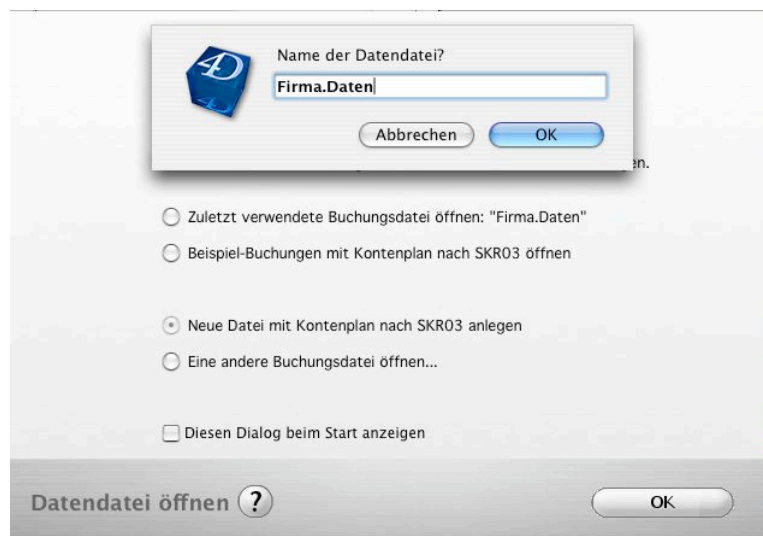 4D
Name der Datendatei?
Firma.Daten
Abbrechen
OK
en.
Zuletzt verwendete Buchungsdatei öffnen: "Firma.Daten"
Beispiel-Buchungen mit Kontenplan nach SKR03 öffnen
Neue Datei mit Kontenplan nach SKR03 anlegen
Eine andere Buchungsdatei öffnen...
Diesen Dialog beim Start anzeigen
Datendatei öffnen ?
OK